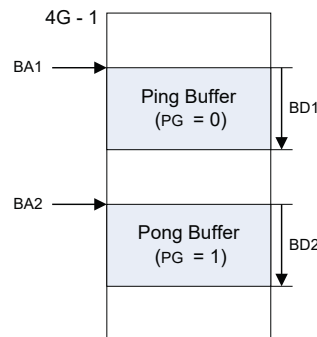 4G - 1
BA1
Ping Buffer
(PG = 0)
BD1
BA2
Pong Buffer
(PG = 1)
BD2